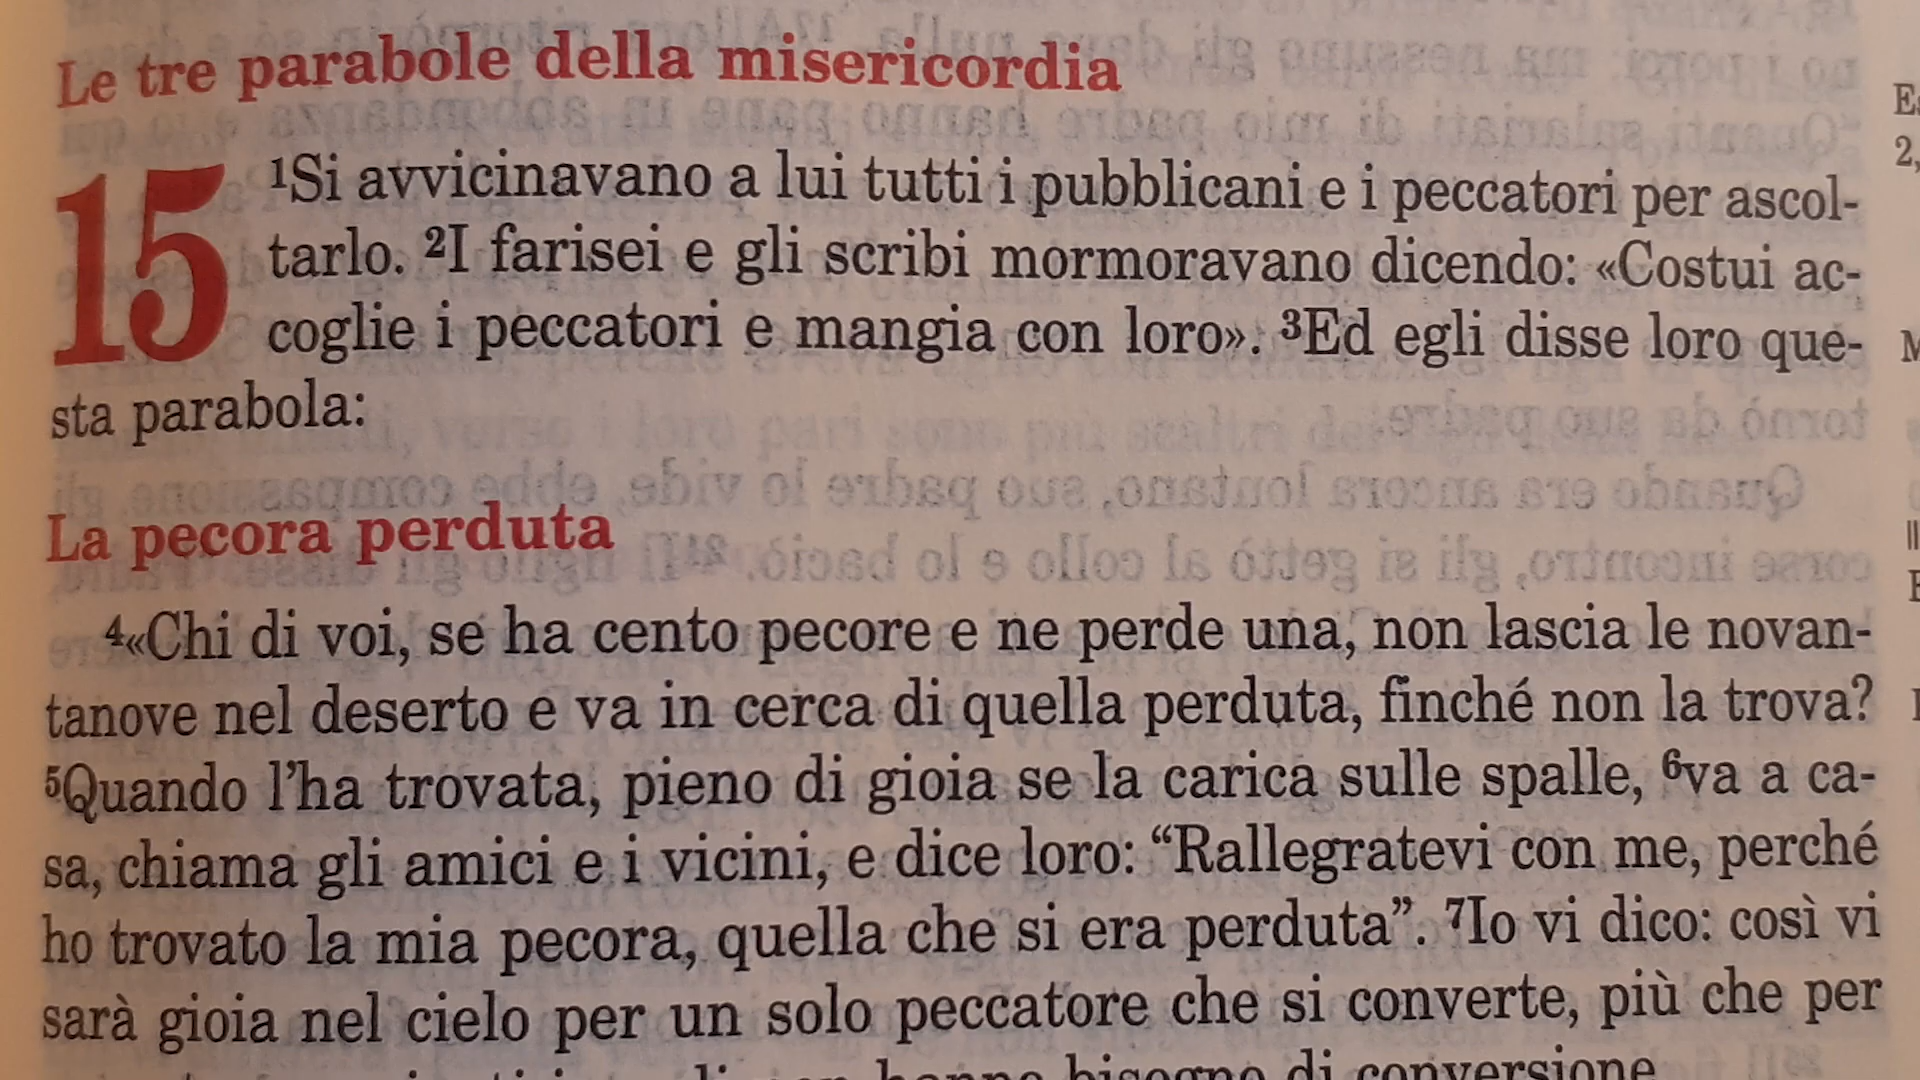 Le tre parabole della misericordia
15 ¹Si avvicinavano a lui tutti i pubblicani e i peccatori per ascol-
tarlo. ²I farisei e gli scribi mormoravano dicendo: «Costui ac-
coglie i peccatori e mangia con loro». ³Ed egli disse loro que-
sta parabola:
La pecora perduta
⁴«Chi di voi, se ha cento pecore e ne perde una, non lascia le novan-
tanove nel deserto e va in cerca di quella perduta, finché non la trova?
⁵Quando l’ha trovata, pieno di gioia se la carica sulle spalle, ⁶va a ca-
sa, chiama gli amici e i vicini, e dice loro: “Rallegratevi con me, perché
ho trovato la mia pecora, quella che si era perduta”. ⁷Io vi dico: così vi
sarà gioia nel cielo per un solo peccatore che si converte, più che per
hanno bisogno di conversione